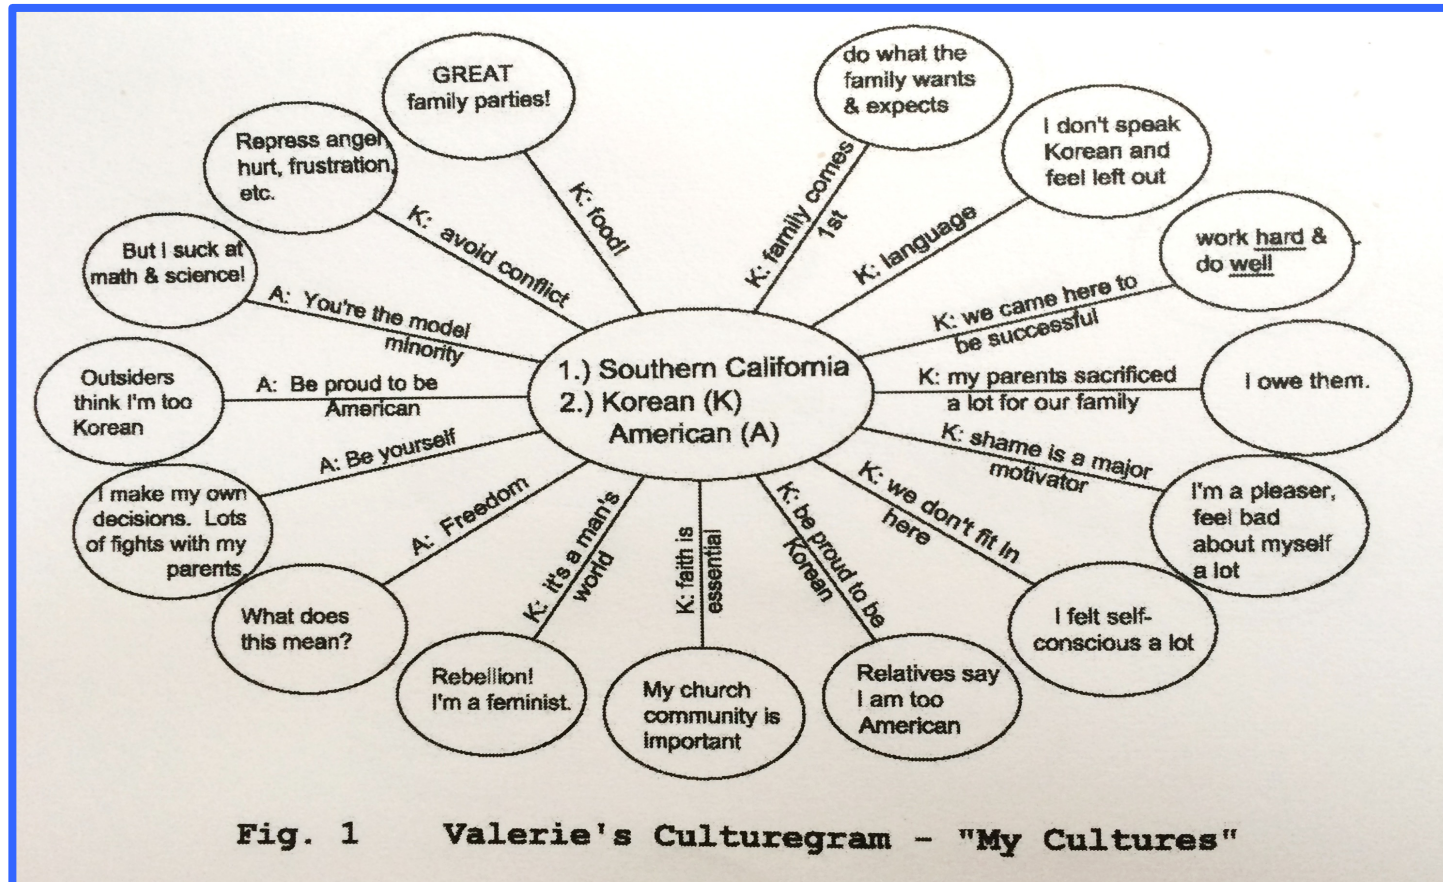 GREAT
family parties!
K: food!
do what the
family wants
& expects
K: family comes
1st
I don't speak
Korean and
feel left out
K: language
work hard &
do well
K: we came here to
be successful
I owe them.
K: my parents sacrificed
a lot for our family
I'm a pleaser,
feel bad
about myself
a lot
K: shame is a major
motivator
I felt self-
conscious a lot
K: we don't fit in
here
Relatives say
I am too
American
K: be proud to be
Korean
My church
community is
important
K: faith is
essential
Rebellion!
I'm a feminist.
K: it's a man's
world
What does
this mean?
A: Freedom
I make my own
decisions. Lots
of fights with my
parents.
A: Be yourself
Outsiders
think I'm too
Korean
A: Be proud to be
American
But I suck at
math & science!
A: You're the model
minority
Repress anger,
hurt, frustration,
etc.
K: avoid conflict
1.) Southern California
2.) Korean (K)
American (A)
Fig. 1 Valerie's Culturegram - "My Cultures"